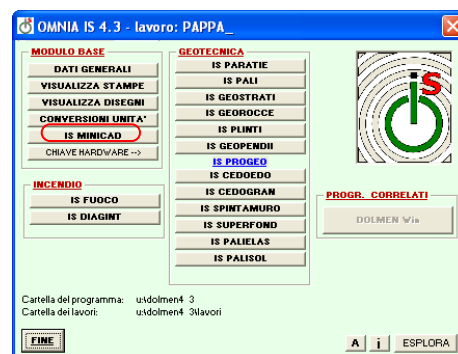 OMNIA IS 4.3 - lavoro: PAPPA_
MODULO BASE
DATI GENERALI
VISUALIZZA STAMPE
VISUALIZZA DISEGNI
CONVERSIONI UNITA'
IS MINICAD
CHIAVE HARDWARE -->
INCENDIO
IS FUOCO
IS DIAGINT
GEOTECNICA
IS PARATIE
IS PALI
IS GEOSTRATI
IS GEOROCCE
IS PLINTI
IS GEOPENDII
IS PROGEO
IS CEDOEDO
IS CEDOGRAN
IS SPINTAMURO
IS SUPERFOND
IS PALIELAS
IS PALISOL
iS
PROGR. CORRELATI
DOLMEN Win
Cartella del programma: u:\dolmen4 3
Cartella dei lavori: u:\dolmen4 3\lavori
FINE
A i ESPLORA